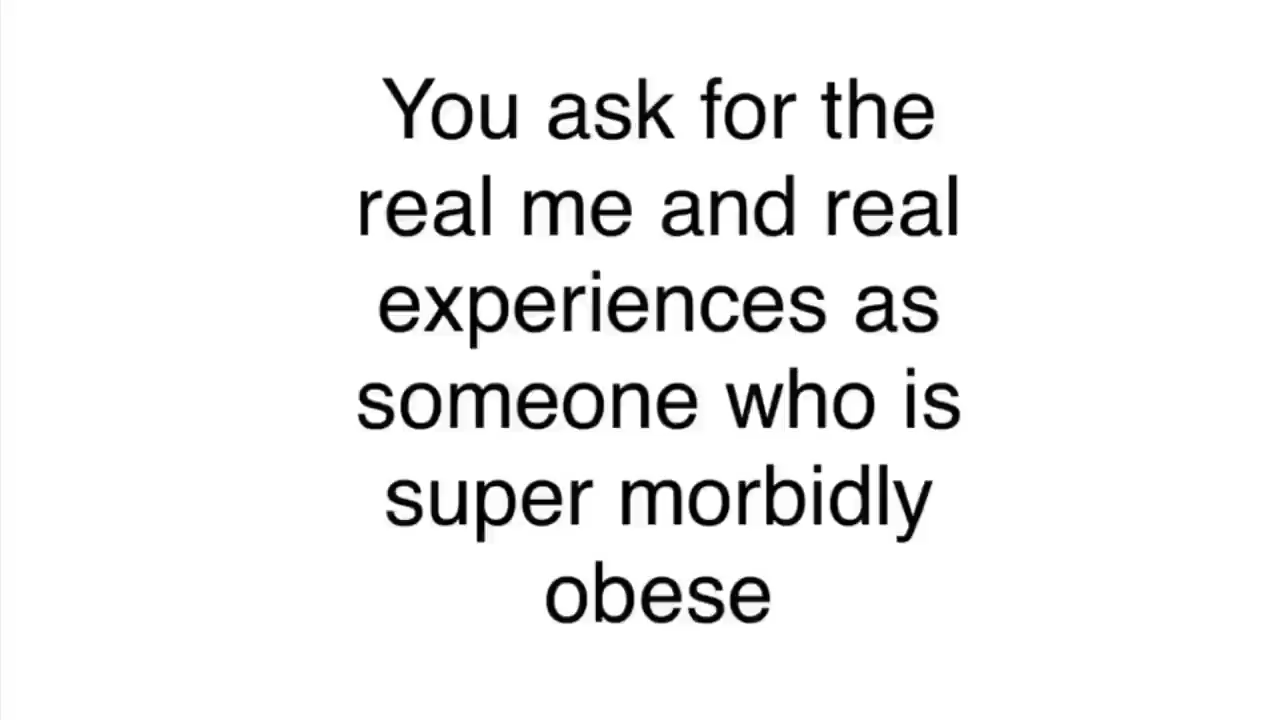 You ask for the
real me and real
experiences as
someone who is
super morbidly
obese